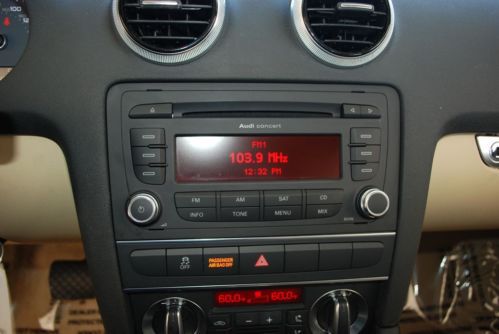 Audi concert
FM1
103.9 MHz
12:32 PM
FM AM SAT CD
INFO TONE MENU MIX
PASSENGER
AIR BAG OFF
60.0 60.0
100